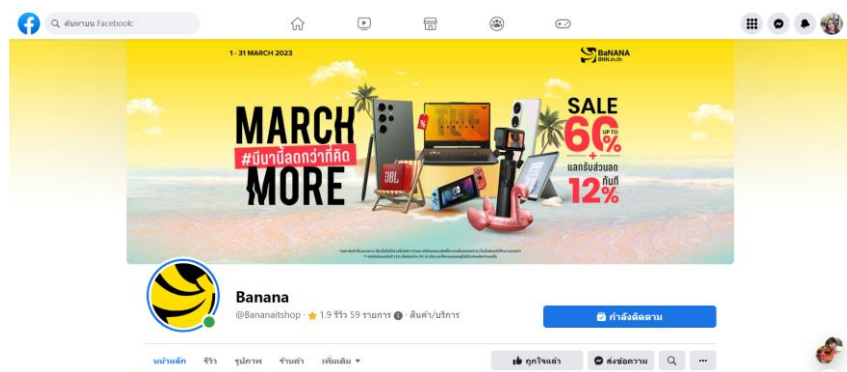 ค้นหาบน Facebook
1 - 31 MARCH 2023
BaNANA
BNK.in.th
MARCH
#มีนานี้ลดกว่าที่คิด
MORE
SALE
UP TO
60%
+
แลกรับส่วนลด
ทันที
12%
JBL
Banana
@Bananaitshop · 1.9 รีวิว 59 รายการ · สินค้า/บริการ
กำลังติดตาม
หน้าหลัก รีวิว รูปภาพ ร้านค้า เพิ่มเติม
ถูกใจแล้ว ส่งข้อความ